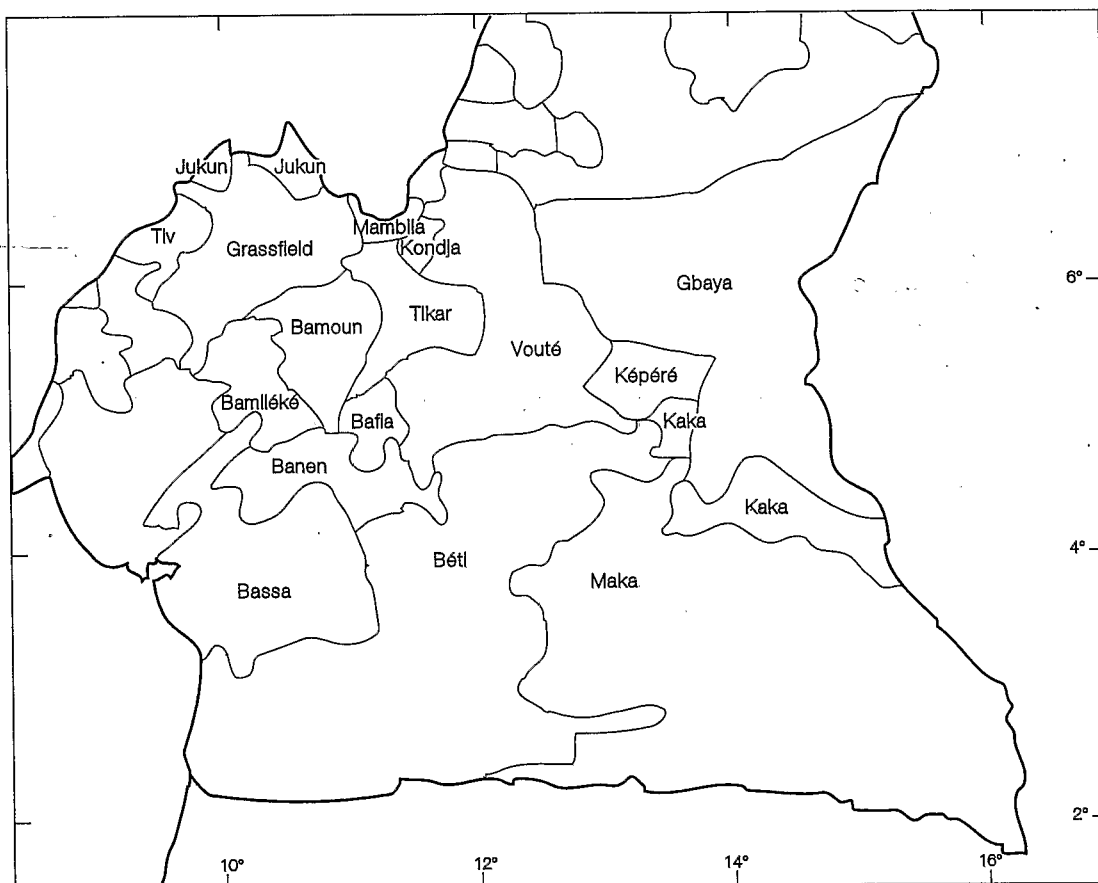 Jukun
Jukun
Tiv
Grassfield
Mambila
Kondja
Gbaya
6°
Bamoun
Tikar
Vouté
Képéré
Bamiléké
Bafia
Kaka
Banen
Kaka
Béti
4°
Maka
Bassa
2°
10°
12°
14°
16°